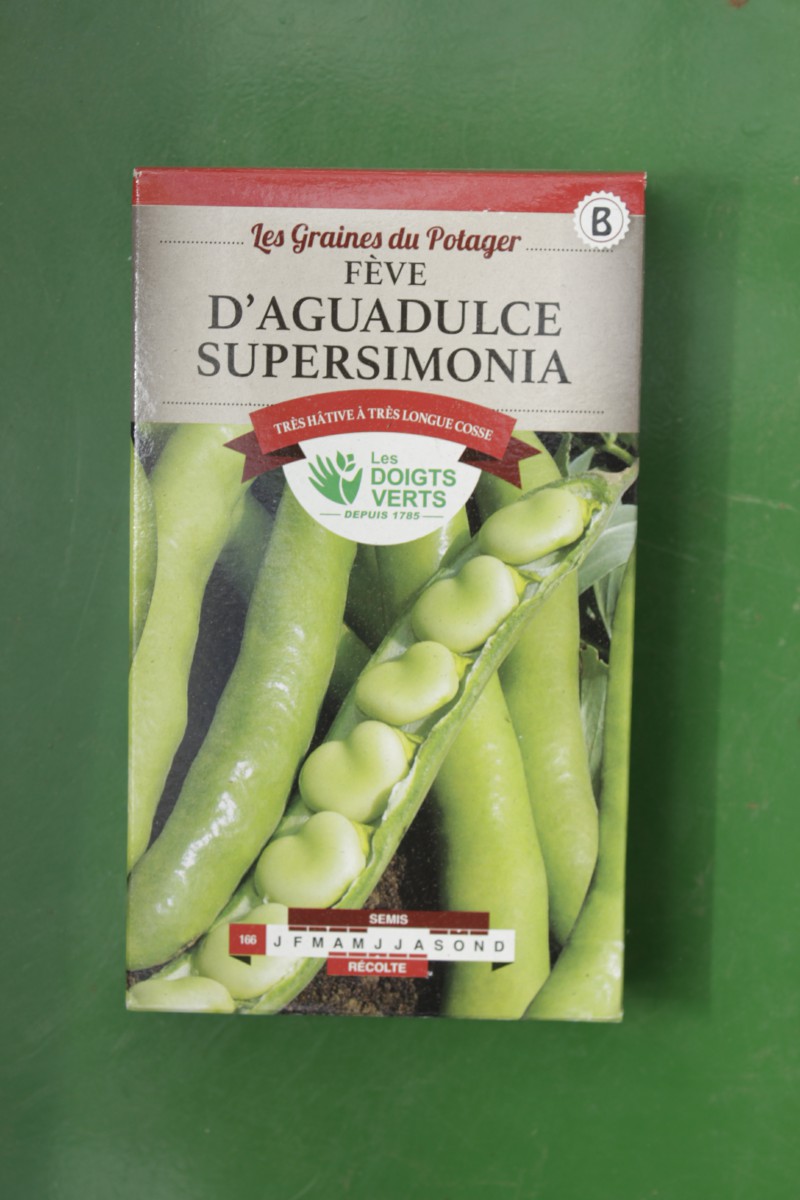 B
Les Graines du Potager
FÈVE
D'AGUADULCE
SUPERSIMONIA
TRÈS HÂTIVE À TRÈS LONGUE COSSE
Les
DOIGTS
VERTS
DEPUIS 1785
SEMIS
166 J F M A M J J A S O N D
RÉCOLTE